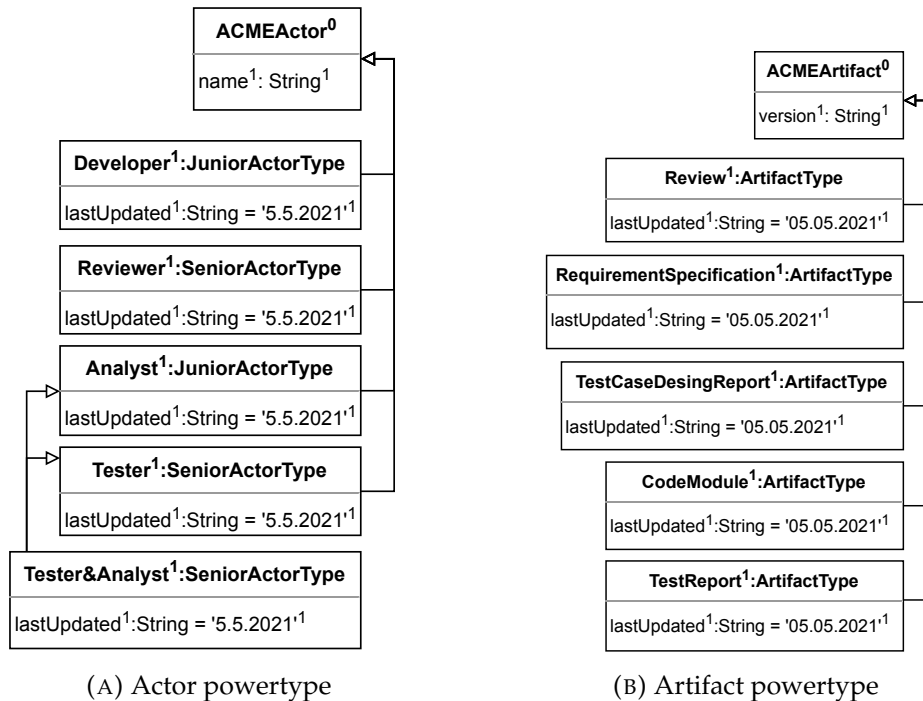 ACMEActor⁰
name¹: String¹
Developer¹:JuniorActorType
lastUpdated¹:String = '5.5.2021'¹
Reviewer¹:SeniorActorType
lastUpdated¹:String = '5.5.2021'¹
Analyst¹:JuniorActorType
lastUpdated¹:String = '5.5.2021'¹
Tester¹:SeniorActorType
lastUpdated¹:String = '5.5.2021'¹
Tester&Analyst¹:SeniorActorType
lastUpdated¹:String = '5.5.2021'¹
(A) Actor powertype
ACMEArtifact⁰
version¹: String¹
Review¹:ArtifactType
lastUpdated¹:String = '05.05.2021'¹
RequirementSpecification¹:ArtifactType
lastUpdated¹:String = '05.05.2021'¹
TestCaseDesingReport¹:ArtifactType
lastUpdated¹:String = '05.05.2021'¹
CodeModule¹:ArtifactType
lastUpdated¹:String = '05.05.2021'¹
TestReport¹:ArtifactType
lastUpdated¹:String = '05.05.2021'¹
(B) Artifact powertype